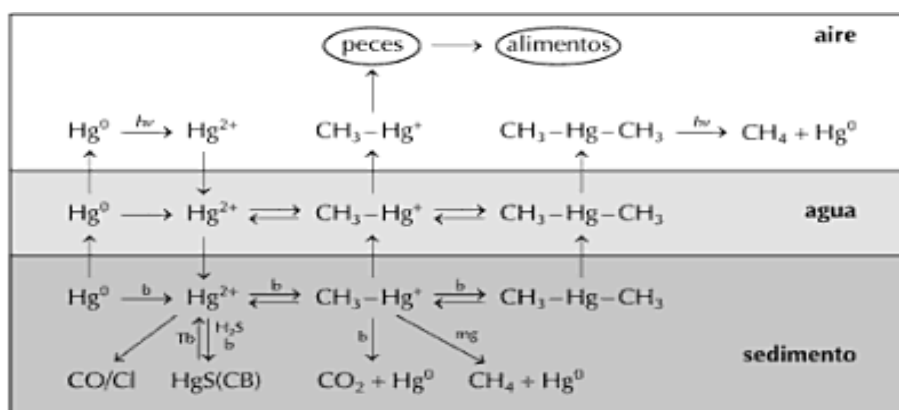 peces → alimentos aire
Hg⁰ hν→ Hg²⁺ CH₃–Hg⁺ CH₃–Hg–CH₃ hν→ CH₄ + Hg⁰
Hg⁰ → Hg²⁺ ⇌ CH₃–Hg⁺ ⇌ CH₃–Hg–CH₃ agua
Hg⁰ b→ Hg²⁺ b⇌ CH₃–Hg⁺ b⇌ CH₃–Hg–CH₃
Tb H₂S b b mg
sedimento
CO/Cl HgS(CB) CO₂ + Hg⁰ CH₄ + Hg⁰